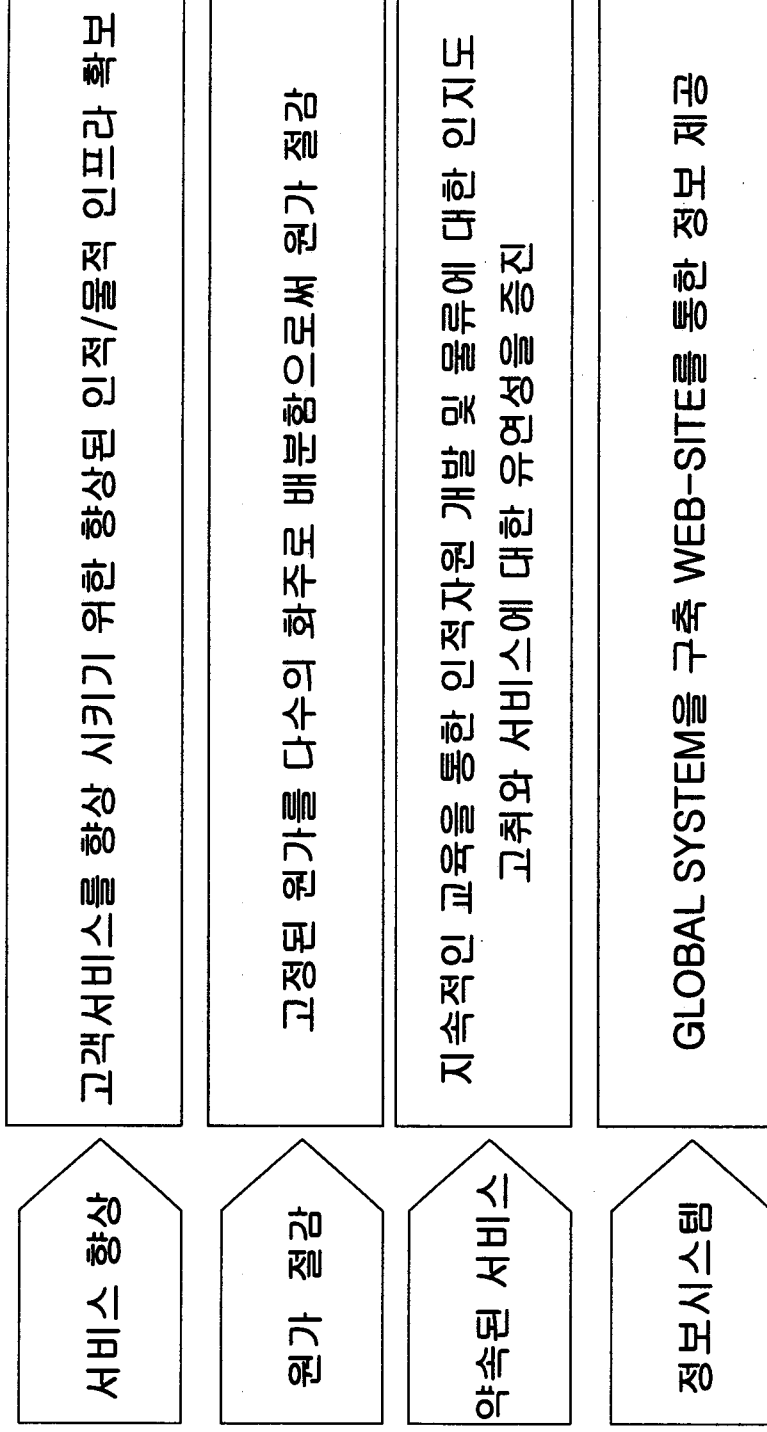 서비스 향상
고객서비스를 향상 시키기 위한 향상된 인적/물적 인프라 확보
원가 절감
고정된 원가를 다수의 화주로 배분함으로써 원가 절감
약속된 서비스
지속적인 교육을 통한 인적자원 개발 및 물류에 대한 인지도
고취와 서비스에 대한 유연성을 증진
정보시스템
GLOBAL SYSTEM을 구축 WEB-SITE를 통한 정보 제공